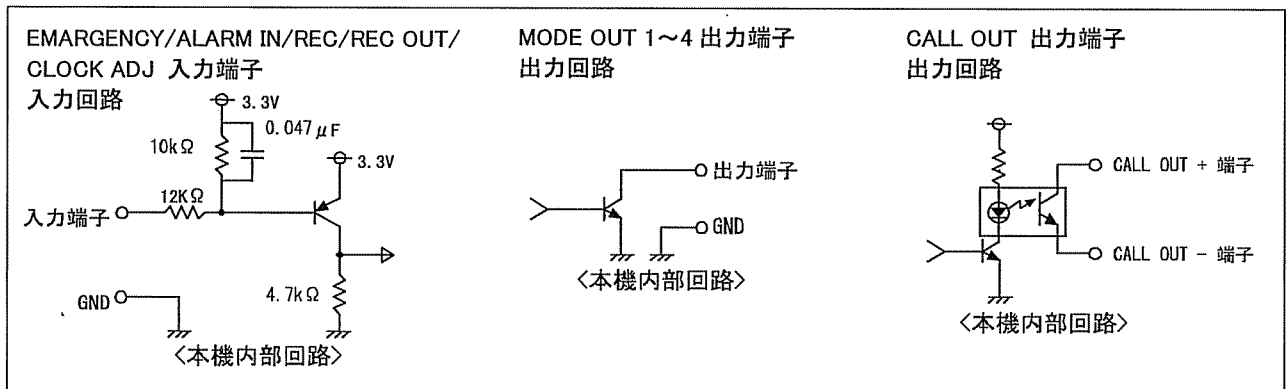 EMARGENCY/ALARM IN/REC/REC OUT/
CLOCK ADJ 入力端子
入力回路
3.3V
0.047μF
10kΩ
3.3V
12KΩ
入力端子
4.7kΩ
GND
〈本機内部回路〉
MODE OUT 1~4 出力端子
出力回路
出力端子
GND
〈本機内部回路〉
CALL OUT 出力端子
出力回路
CALL OUT + 端子
CALL OUT - 端子
〈本機内部回路〉